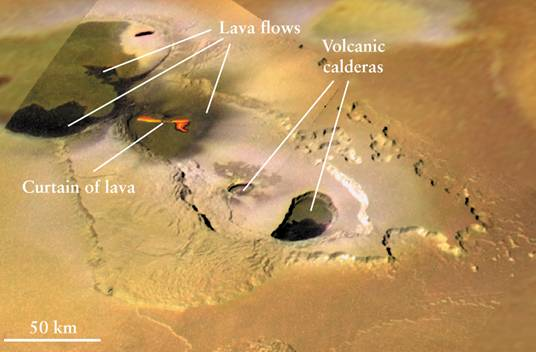 Lava flows
Volcanic
calderas
Curtain of lava
50 km